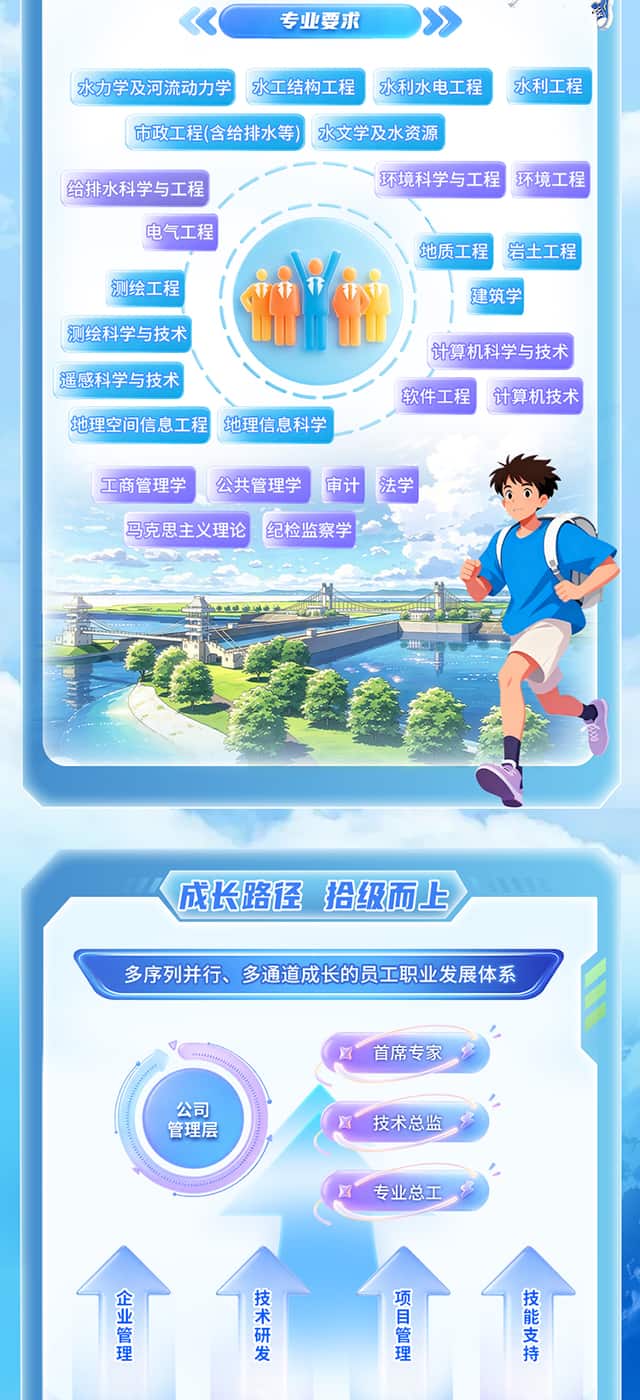 专业要求
水力学及河流动力学 水工结构工程 水利水电工程 水利工程
市政工程(含给排水等) 水文学及水资源
给排水科学与工程 环境科学与工程 环境工程
电气工程 地质工程 岩土工程
测绘工程 建筑学
测绘科学与技术 计算机科学与技术
遥感科学与技术 软件工程 计算机技术
地理空间信息工程 地理信息科学
工商管理学 公共管理学 审计 法学
马克思主义理论 纪检监察学
成长路径 拾级而上
多序列并行、多通道成长的员工职业发展体系
公司
管理层
首席专家
技术总监
专业总工
企业管理
技术研发
项目管理
技能支持